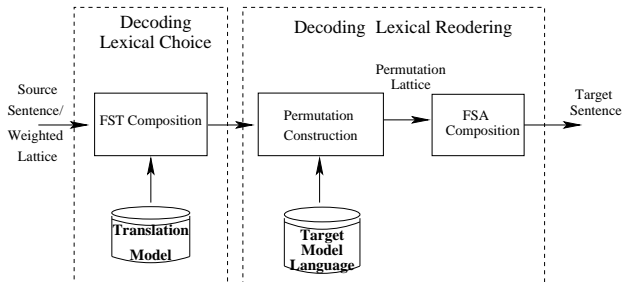 Decoding
Lexical Choice
Decoding Lexical Reodering
Source
Sentence/
Weighted
Lattice
FST Composition
Translation
Model
Permutation
Construction
Permutation
Lattice
FSA
Composition
Target
Sentence
Target
Model
Language